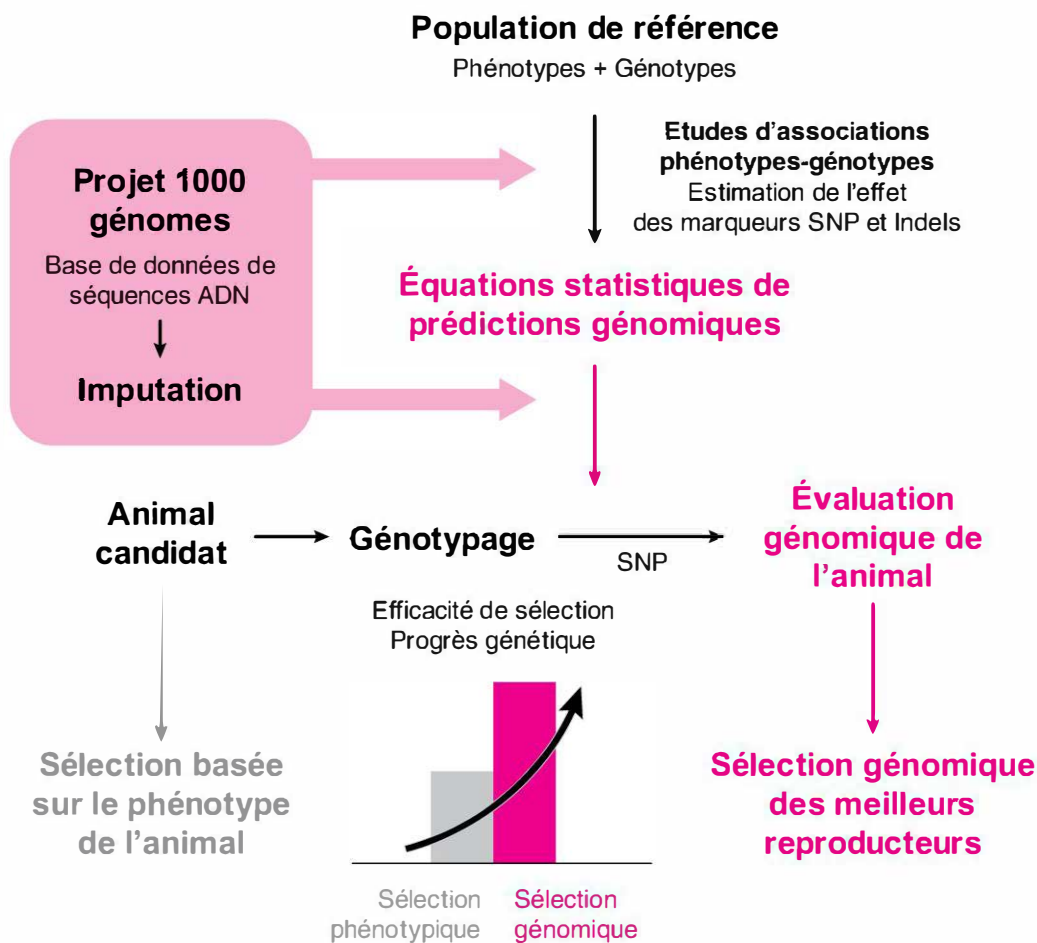 Population de référence
Phénotypes + Génotypes
Etudes d'associations
phénotypes-génotypes
Estimation de l'effet
des marqueurs SNP et Indels
Projet 1000
génomes
Base de données de
séquences ADN
Imputation
Équations statistiques de
prédictions génomiques
Animal
candidat
Génotypage
SNP
Évaluation
génomique de
l'animal
Efficacité de sélection
Progrès génétique
Sélection basée
sur le phénotype
de l'animal
Sélection
phénotypique
Sélection
génomique
Sélection génomique
des meilleurs
reproducteurs